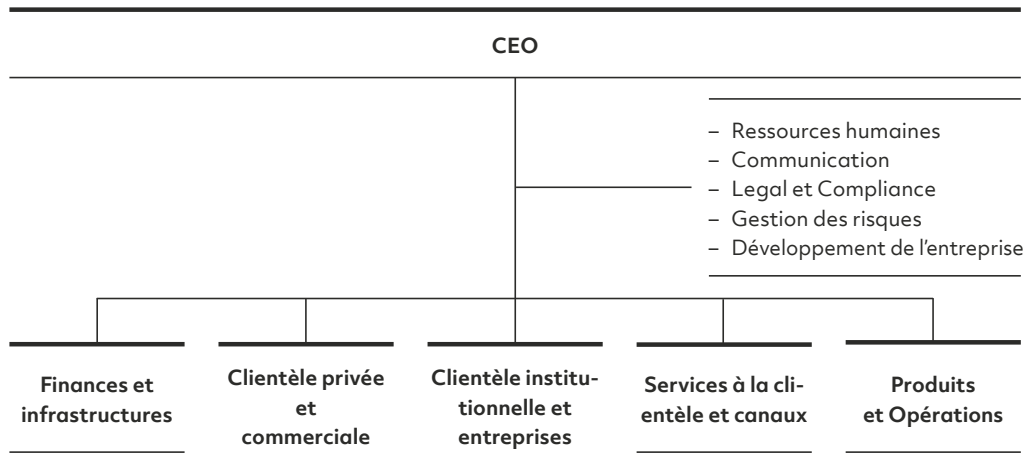 CEO
– Ressources humaines
– Communication
– Legal et Compliance
– Gestion des risques
– Développement de l'entreprise
Finances et
infrastructures
Clientèle privée
et
commerciale
Clientèle institu-
tionnelle et
entreprises
Services à la cli-
entèle et canaux
Produits
et Opérations